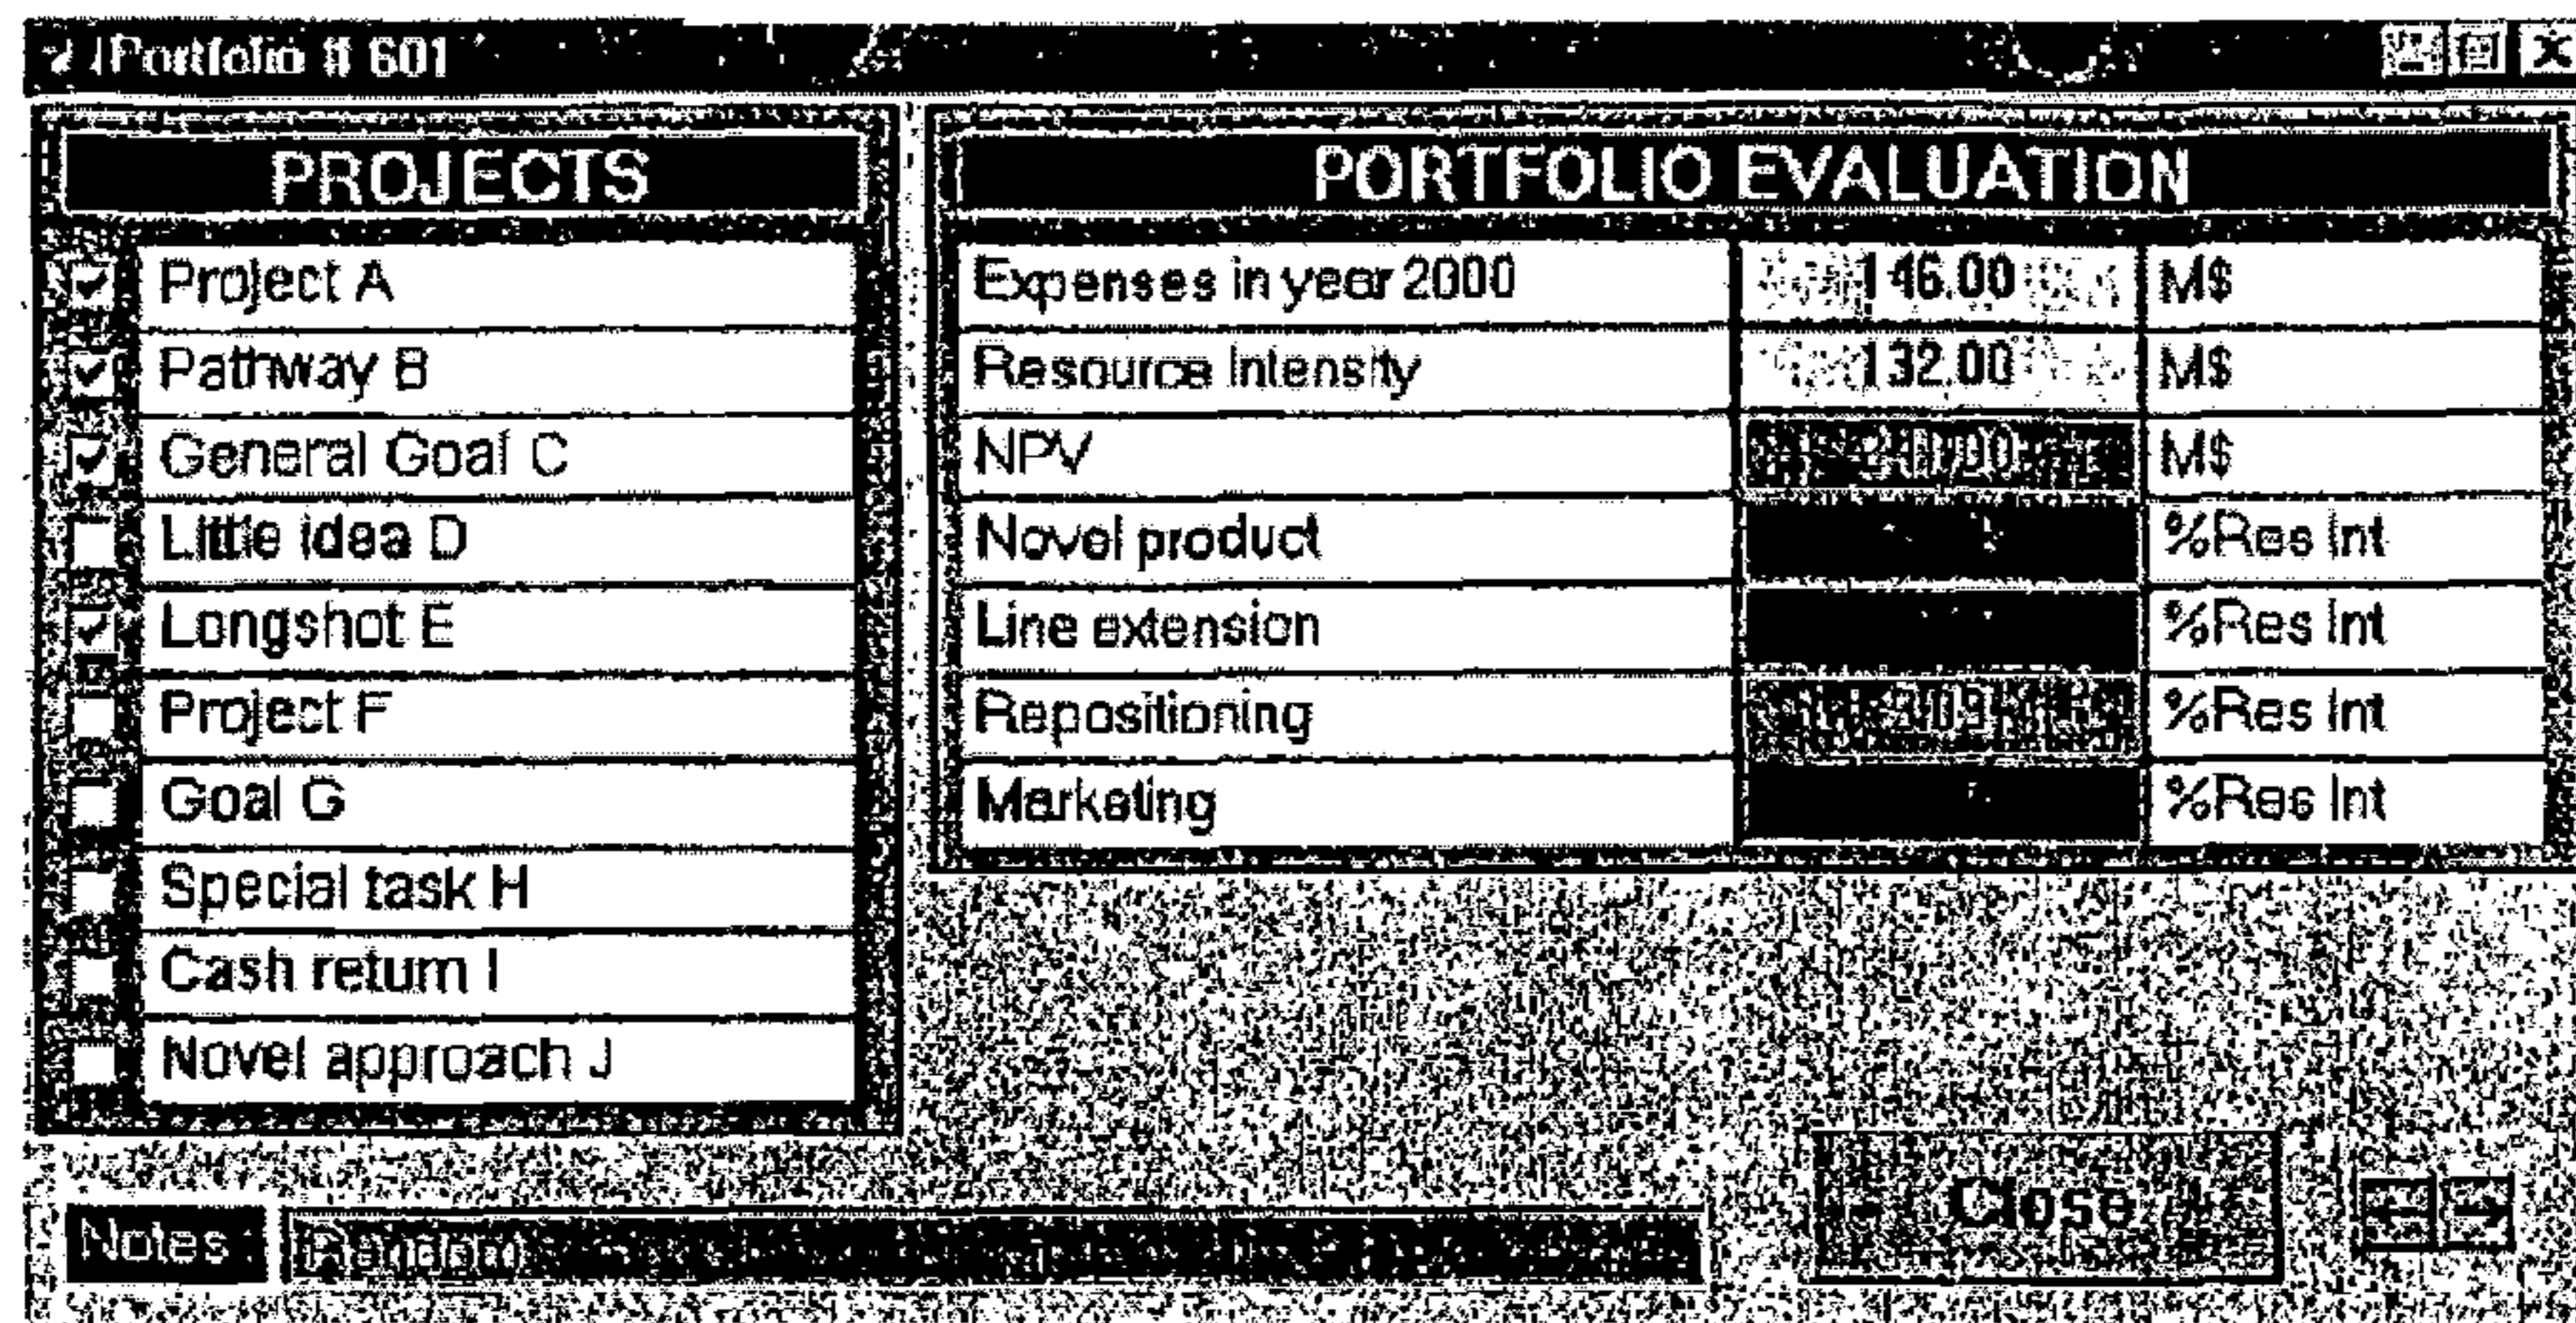 Portfolio # 601
PROJECTS
Project A
Pathway B
General Goal C
Little idea D
Longshot E
Project F
Goal G
Special task H
Cash return I
Novel approach J
PORTFOLIO EVALUATION
Expenses in year 2000 146.00 M$
Resource Intensity 132.00 M$
NPV M$
Novel product %Res Int
Line extension %Res Int
Repositioning %Res Int
Marketing %Res Int
Close
Notes Random